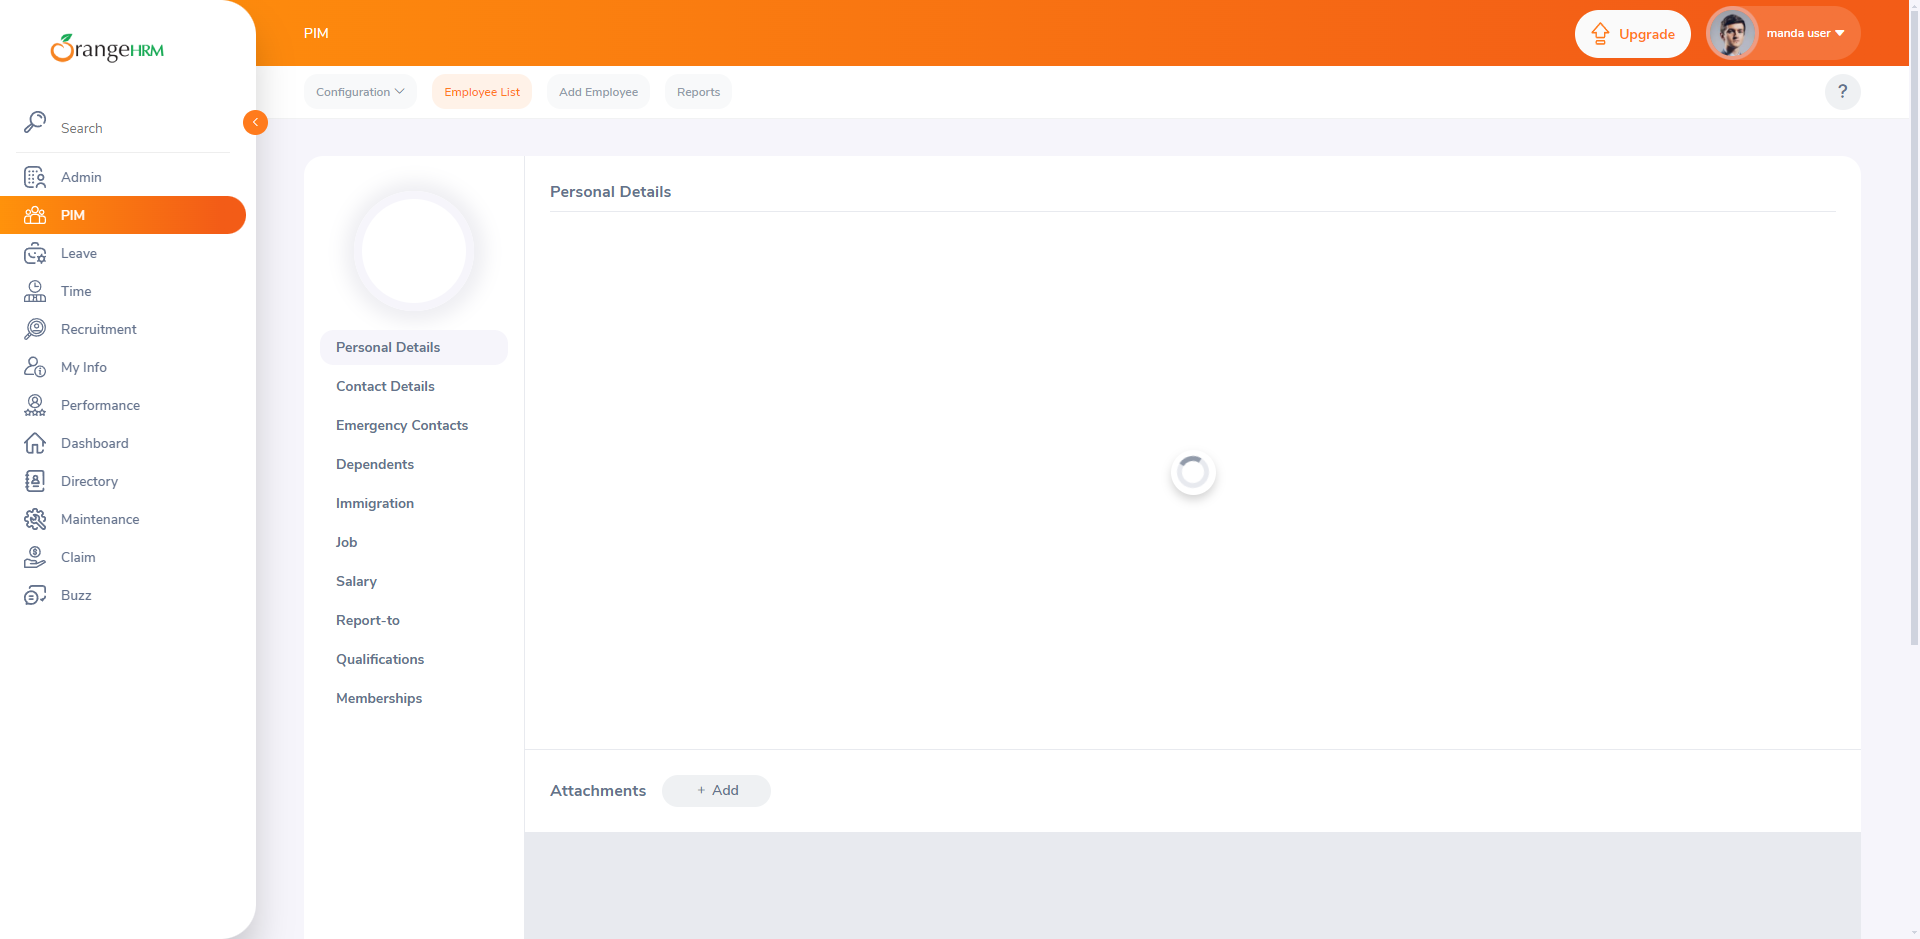 OrangeHRM
PIM
Upgrade
manda user
Configuration
Employee List
Add Employee
Reports
?
Search
Admin
PIM
Leave
Time
Recruitment
My Info
Performance
Dashboard
Directory
Maintenance
Claim
Buzz
Personal Details
Contact Details
Emergency Contacts
Dependents
Immigration
Job
Salary
Report-to
Qualifications
Memberships
Personal Details
Attachments
+ Add